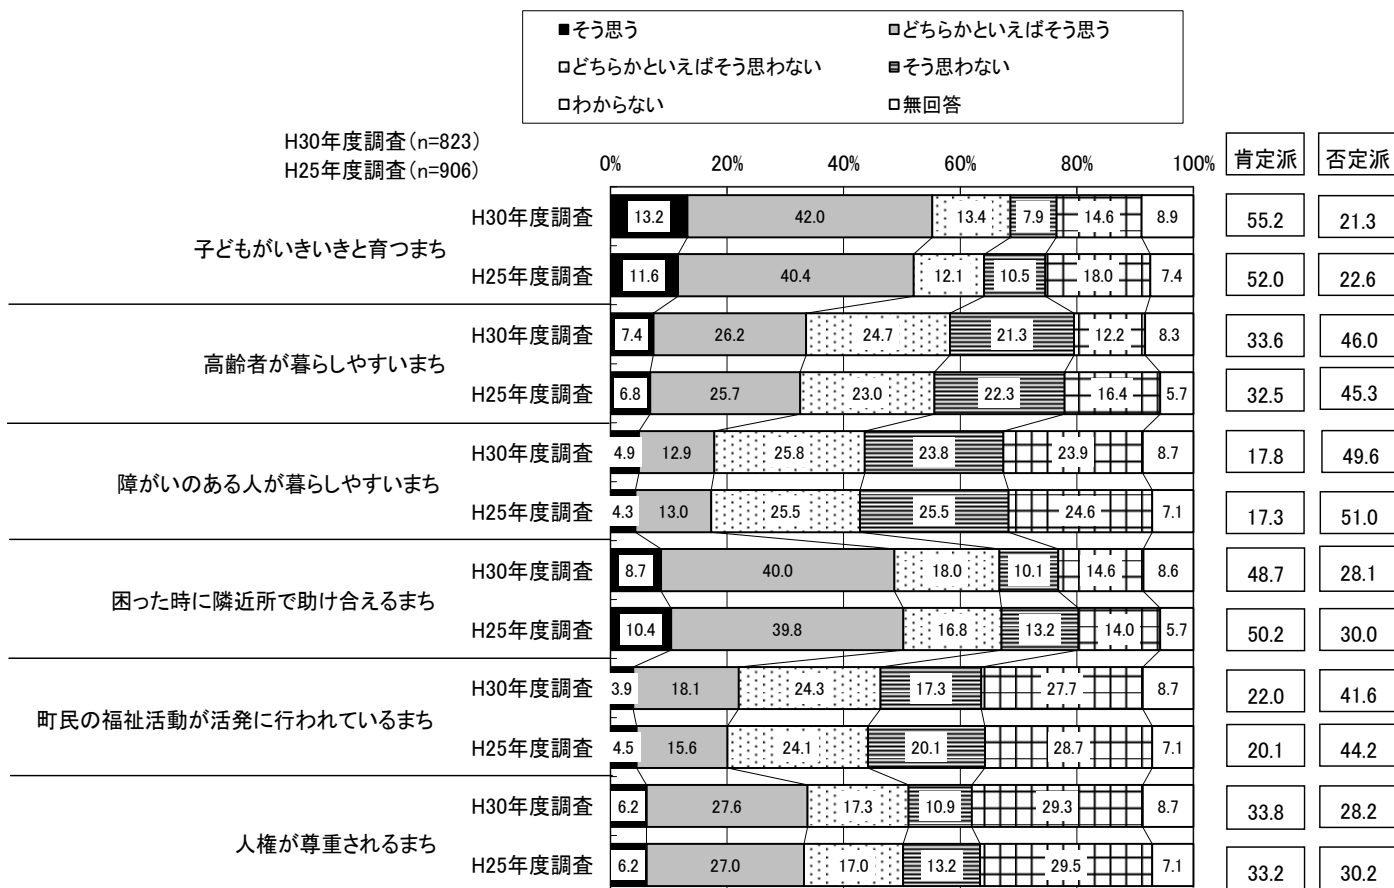 ■そう思う　■どちらかといえばそう思う
□どちらかといえばそう思わない　■そう思わない
□わからない　□無回答
H30年度調査(n=823)
H25年度調査(n=906)
0% 20% 40% 60% 80% 100% 肯定派 否定派
子どもがいきいきと育つまち
H30年度調査 13.2 42.0 13.4 7.9 14.6 8.9 55.2 21.3
H25年度調査 11.6 40.4 12.1 10.5 18.0 7.4 52.0 22.6
高齢者が暮らしやすいまち
H30年度調査 7.4 26.2 24.7 21.3 12.2 8.3 33.6 46.0
H25年度調査 6.8 25.7 23.0 22.3 16.4 5.7 32.5 45.3
障がいのある人が暮らしやすいまち
H30年度調査 4.9 12.9 25.8 23.8 23.9 8.7 17.8 49.6
H25年度調査 4.3 13.0 25.5 25.5 24.6 7.1 17.3 51.0
困った時に隣近所で助け合えるまち
H30年度調査 8.7 40.0 18.0 10.1 14.6 8.6 48.7 28.1
H25年度調査 10.4 39.8 16.8 13.2 14.0 5.7 50.2 30.0
町民の福祉活動が活発に行われているまち
H30年度調査 3.9 18.1 24.3 17.3 27.7 8.7 22.0 41.6
H25年度調査 4.5 15.6 24.1 20.1 28.7 7.1 20.1 44.2
人権が尊重されるまち
H30年度調査 6.2 27.6 17.3 10.9 29.3 8.7 33.8 28.2
H25年度調査 6.2 27.0 17.0 13.2 29.5 7.1 33.2 30.2